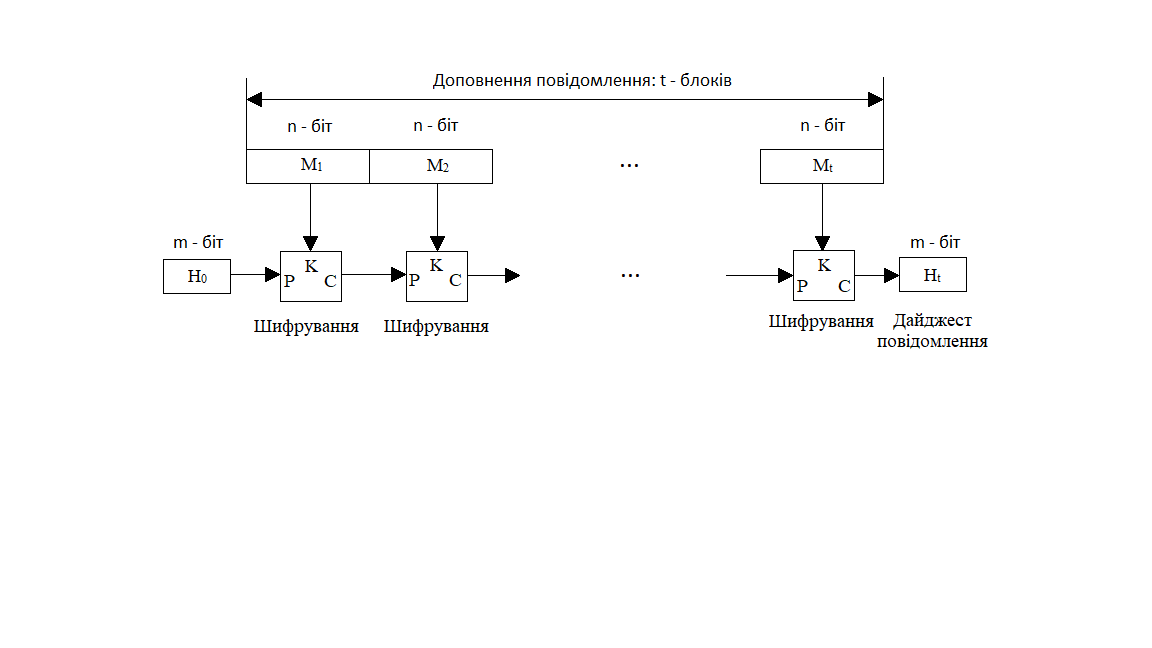 Доповнення повідомлення: t - блоків
n - біт n - біт n - біт
M1 M2 ... Mt
m - біт m - біт
H0 P K C P K C ... P K C Ht
Шифрування Шифрування Шифрування Дайджест
повідомлення